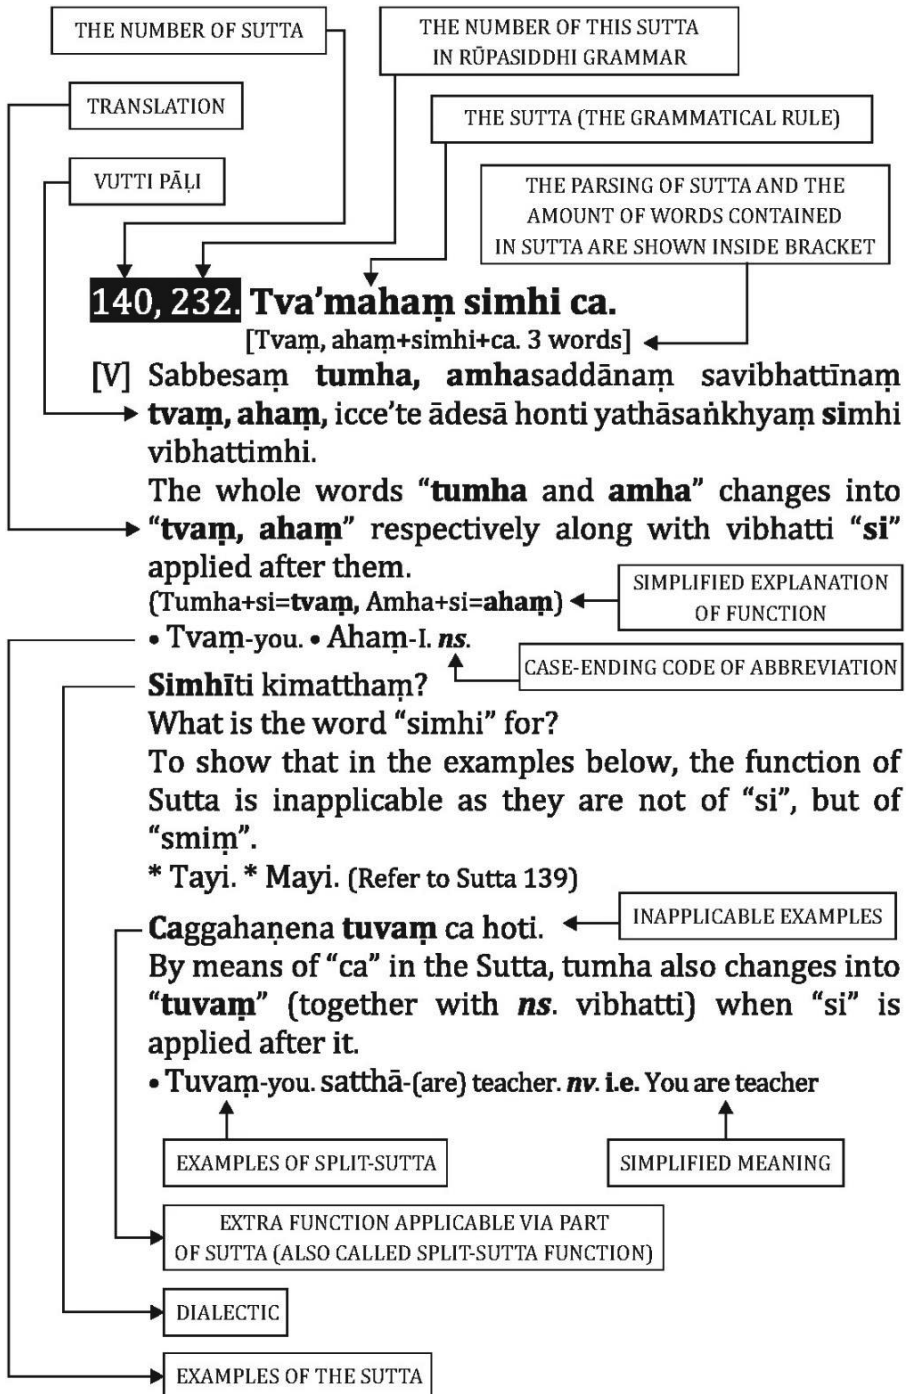 THE NUMBER OF SUTTA
THE NUMBER OF THIS SUTTA
IN RŪPASIDDHI GRAMMAR
TRANSLATION
THE SUTTA (THE GRAMMATICAL RULE)
VUTTI PĀḶI
THE PARSING OF SUTTA AND THE
AMOUNT OF WORDS CONTAINED
IN SUTTA ARE SHOWN INSIDE BRACKET
140, 232. Tva’mahaṃ simhi ca.
[Tvaṃ, ahaṃ+simhi+ca. 3 words]
[V] Sabbesaṃ tumha, amhasaddānaṃ savibhattīnaṃ
tvaṃ, ahaṃ, icce’te ādesā honti yathāsaṅkhyaṃ simhi
vibhattimhi.
The whole words “tumha and amha” changes into
“tvaṃ, ahaṃ” respectively along with vibhatti “si”
applied after them.
(Tumha+si=tvaṃ, Amha+si=ahaṃ)
SIMPLIFIED EXPLANATION
OF FUNCTION
• Tvaṃ-you. • Ahaṃ-I. ns.
CASE-ENDING CODE OF ABBREVIATION
Simhīti kimatthaṃ?
What is the word “simhi” for?
To show that in the examples below, the function of
Sutta is inapplicable as they are not of “si”, but of
“smiṃ”.
* Tayi. * Mayi. (Refer to Sutta 139)
INAPPLICABLE EXAMPLES
Caggahaṇena tuvaṃ ca hoti.
By means of “ca” in the Sutta, tumha also changes into
“tuvaṃ” (together with ns. vibhatti) when “si” is
applied after it.
• Tuvaṃ-you. satthā-(are) teacher. nv. i.e. You are teacher
EXAMPLES OF SPLIT-SUTTA
SIMPLIFIED MEANING
EXTRA FUNCTION APPLICABLE VIA PART
OF SUTTA (ALSO CALLED SPLIT-SUTTA FUNCTION)
DIALECTIC
EXAMPLES OF THE SUTTA